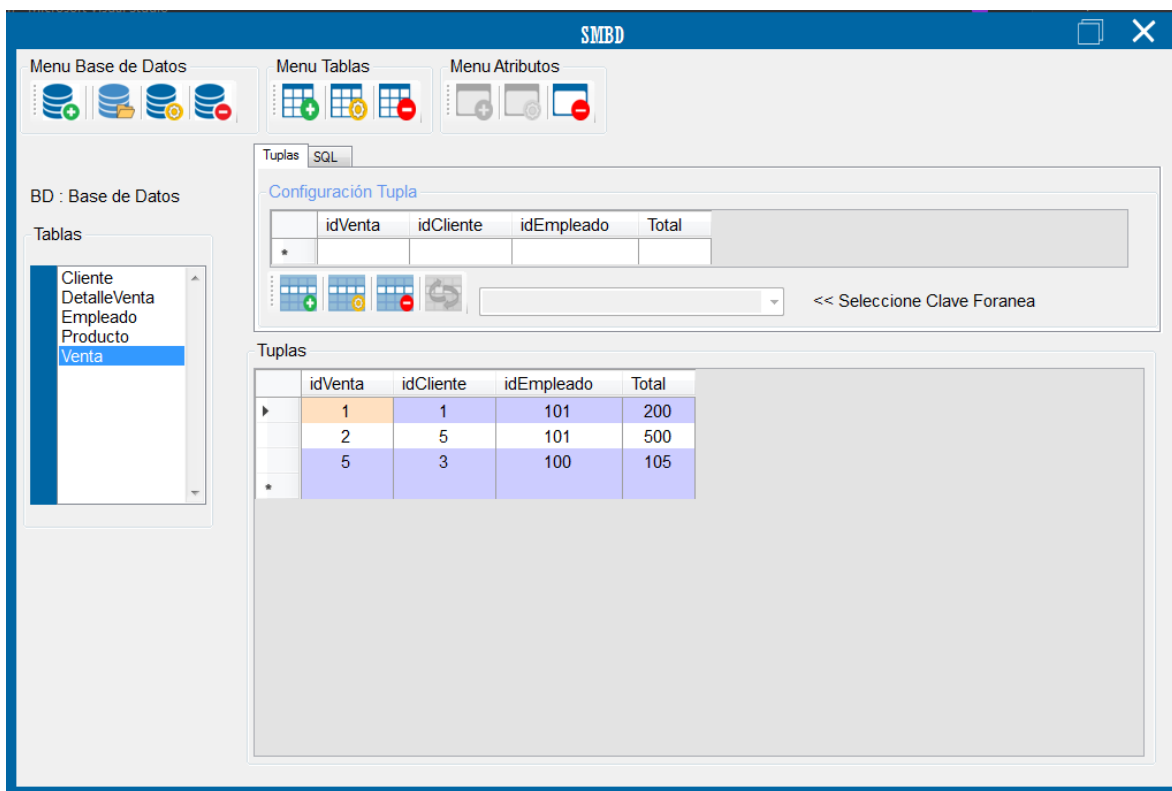 SMBD
Menu Base de Datos Menu Tablas Menu Atributos
Tuplas SQL
Configuración Tupla
BD : Base de Datos
idVenta idCliente idEmpleado Total
*
Tablas
Cliente
DetalleVenta
Empleado
Producto
Venta
<< Seleccione Clave Foranea
Tuplas
idVenta idCliente idEmpleado Total
1 1 101 200
2 5 101 500
5 3 100 105
*